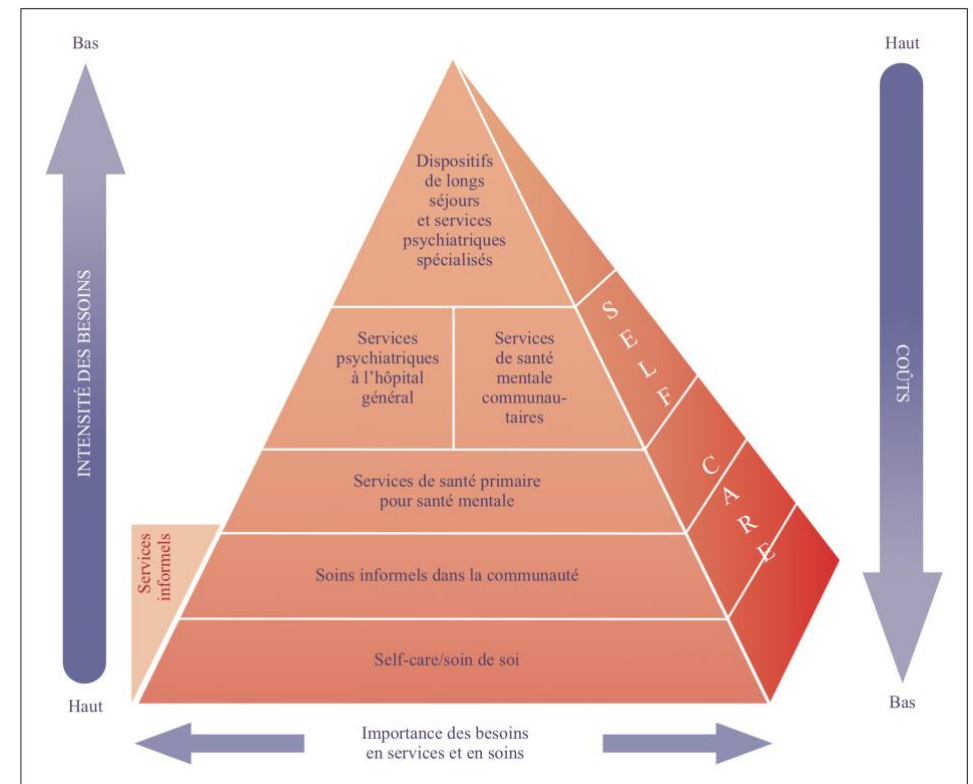 Bas
Haut
INTENSITÉ DES BESOINS
Dispositifs
de longs
séjours
et services
psychiatriques
spécialisés
Services
psychiatriques
à l'hôpital
général
Services
de santé
mentale
communau-
taires
SELF CARE
COÛTS
Services de santé primaire
pour santé mentale
Services
informels
Soins informels dans la communauté
Self-care/soin de soi
Haut
Bas
Importance des besoins
en services et en soins